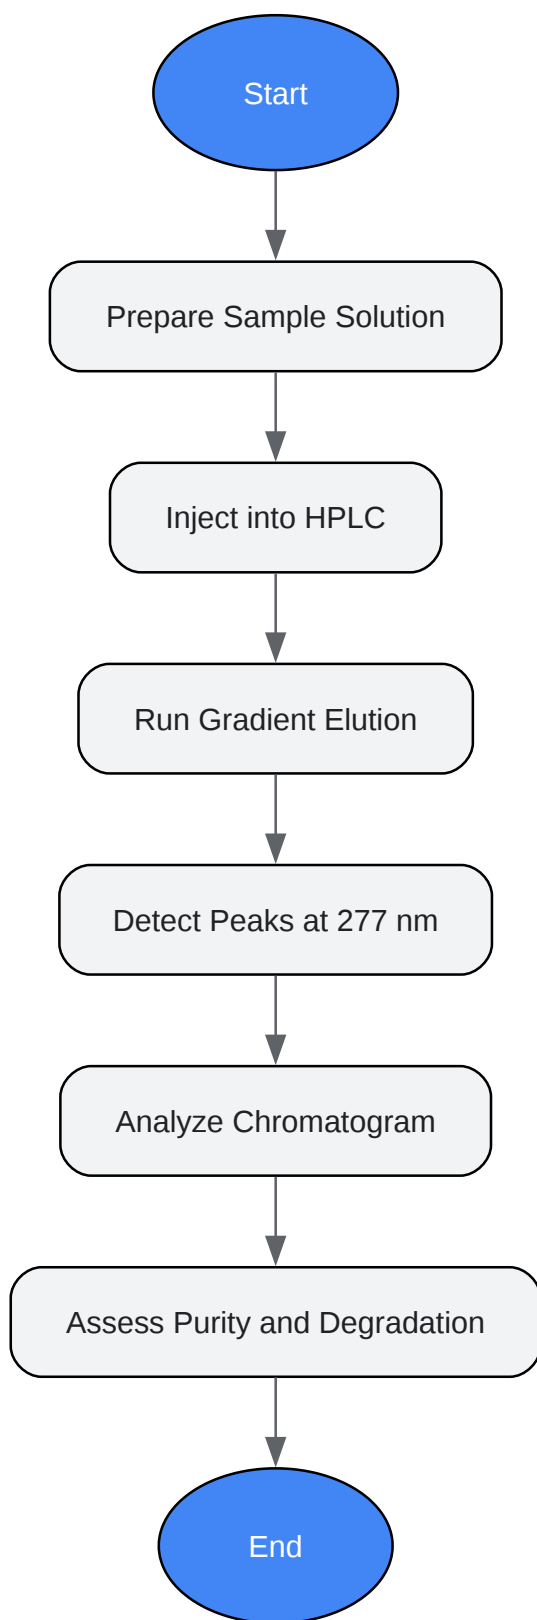 Start
Prepare Sample Solution
Inject into HPLC
Run Gradient Elution
Detect Peaks at 277 nm
Analyze Chromatogram
Assess Purity and Degradation
End